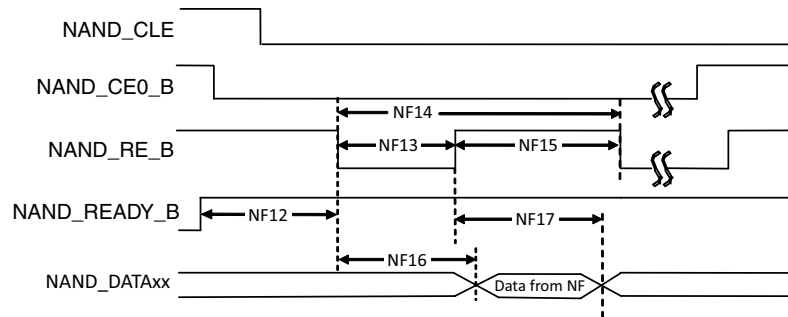 NAND_CLE
NAND_CE0_B
NF14
NAND_RE_B
NF13
NF15
NAND_READY_B
NF12
NF17
NF16
NAND_DATAxx
Data from NF